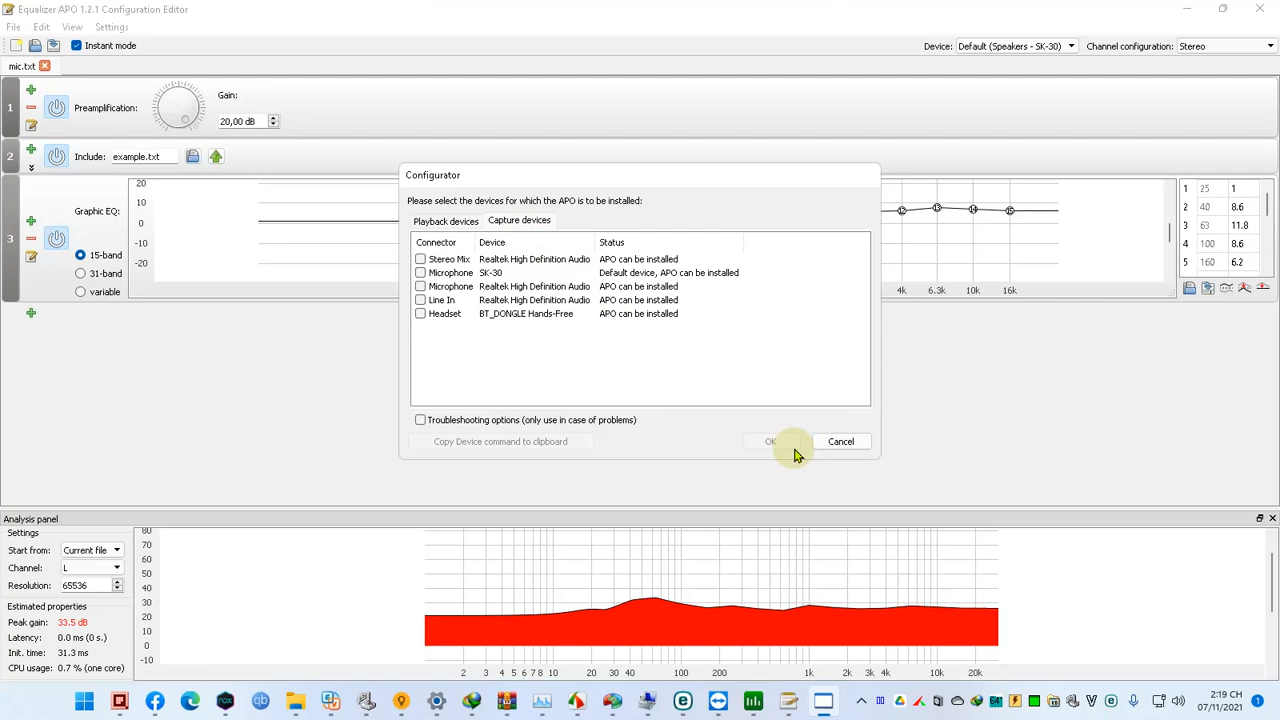 Equalizer APO 1.2.1 Configuration Editor
File Edit View Settings
Instant mode Device: Default (Speakers - SK-30) Channel configuration: Stereo
mic.txt
1 Preamplification: Gain:
20,00 dB
2 Include: example.txt
3 Graphic EQ:
15-band
31-band
variable
20
10
0
-10
-20
12 13 14 15
4k 6.3k 10k 16k
1 25 1
2 40 8.6
3 63 11.8
4 100 8.6
5 160 6.2
Configurator
Please select the devices for which the APO is to be installed:
Playback devices Capture devices
Connector Device Status
Stereo Mix Realtek High Definition Audio APO can be installed
Microphone SK-30 Default device, APO can be installed
Microphone Realtek High Definition Audio APO can be installed
Line In Realtek High Definition Audio APO can be installed
Headset BT_DONGLE Hands-Free APO can be installed
Troubleshooting options (only use in case of problems)
Copy Device command to clipboard OK Cancel
Analysis panel
Settings
Start from: Current file
Channel: L
Resolution: 65536
Estimated properties
Peak gain: 33.5 dB
Latency: 0.0 ms (0 s.)
Init. time: 31.3 ms
CPU usage: 0.7 % (one core)
80
70
60
50
40
30
20
10
0
-10
2 3 4 5 6 7 8 10 20 30 40 100 200 1k 2k 3k 4k 10k 20k
2:19 CH
07/11/2021